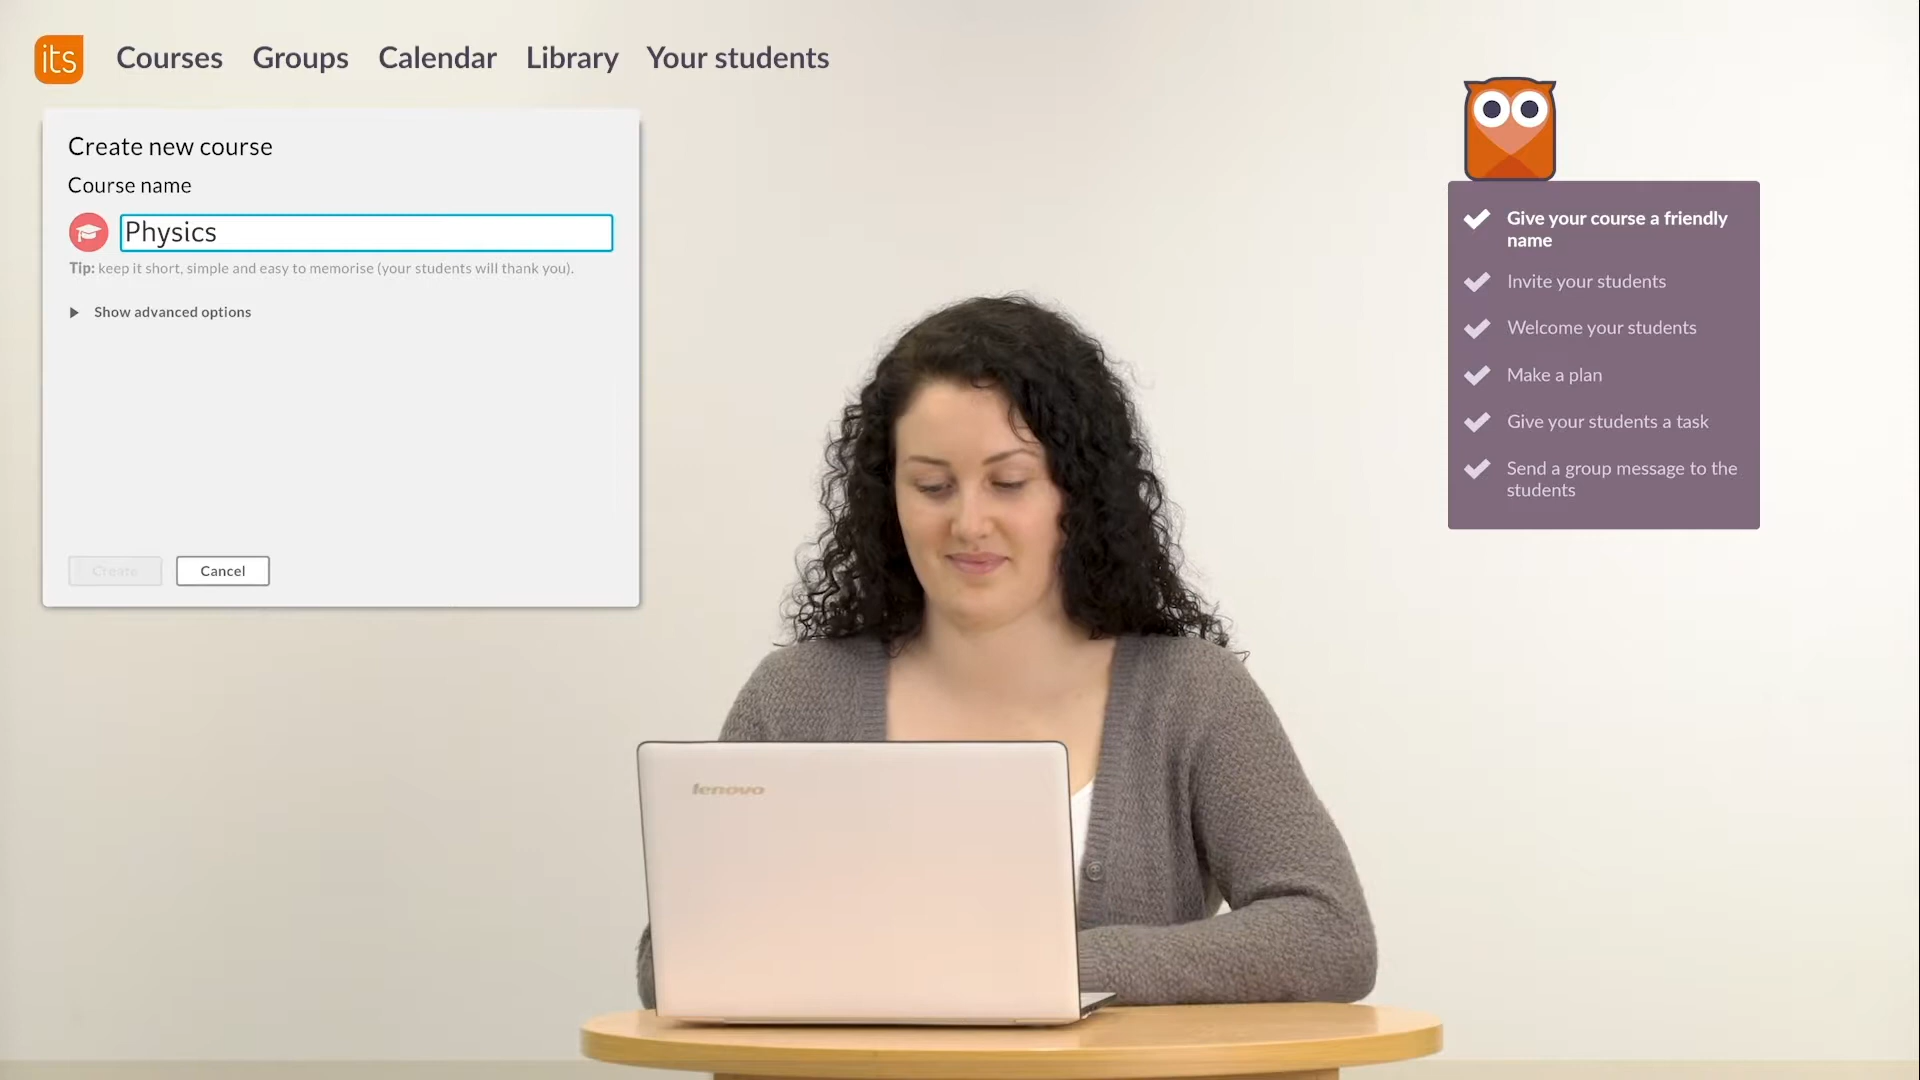 its
Courses Groups Calendar Library Your students
Create new course
Course name
Physics
Tip: keep it short, simple and easy to memorise (your students will thank you).
Show advanced options
Create
Cancel
Give your course a friendly
name
Invite your students
Welcome your students
Make a plan
Give your students a task
Send a group message to the
students
lenovo